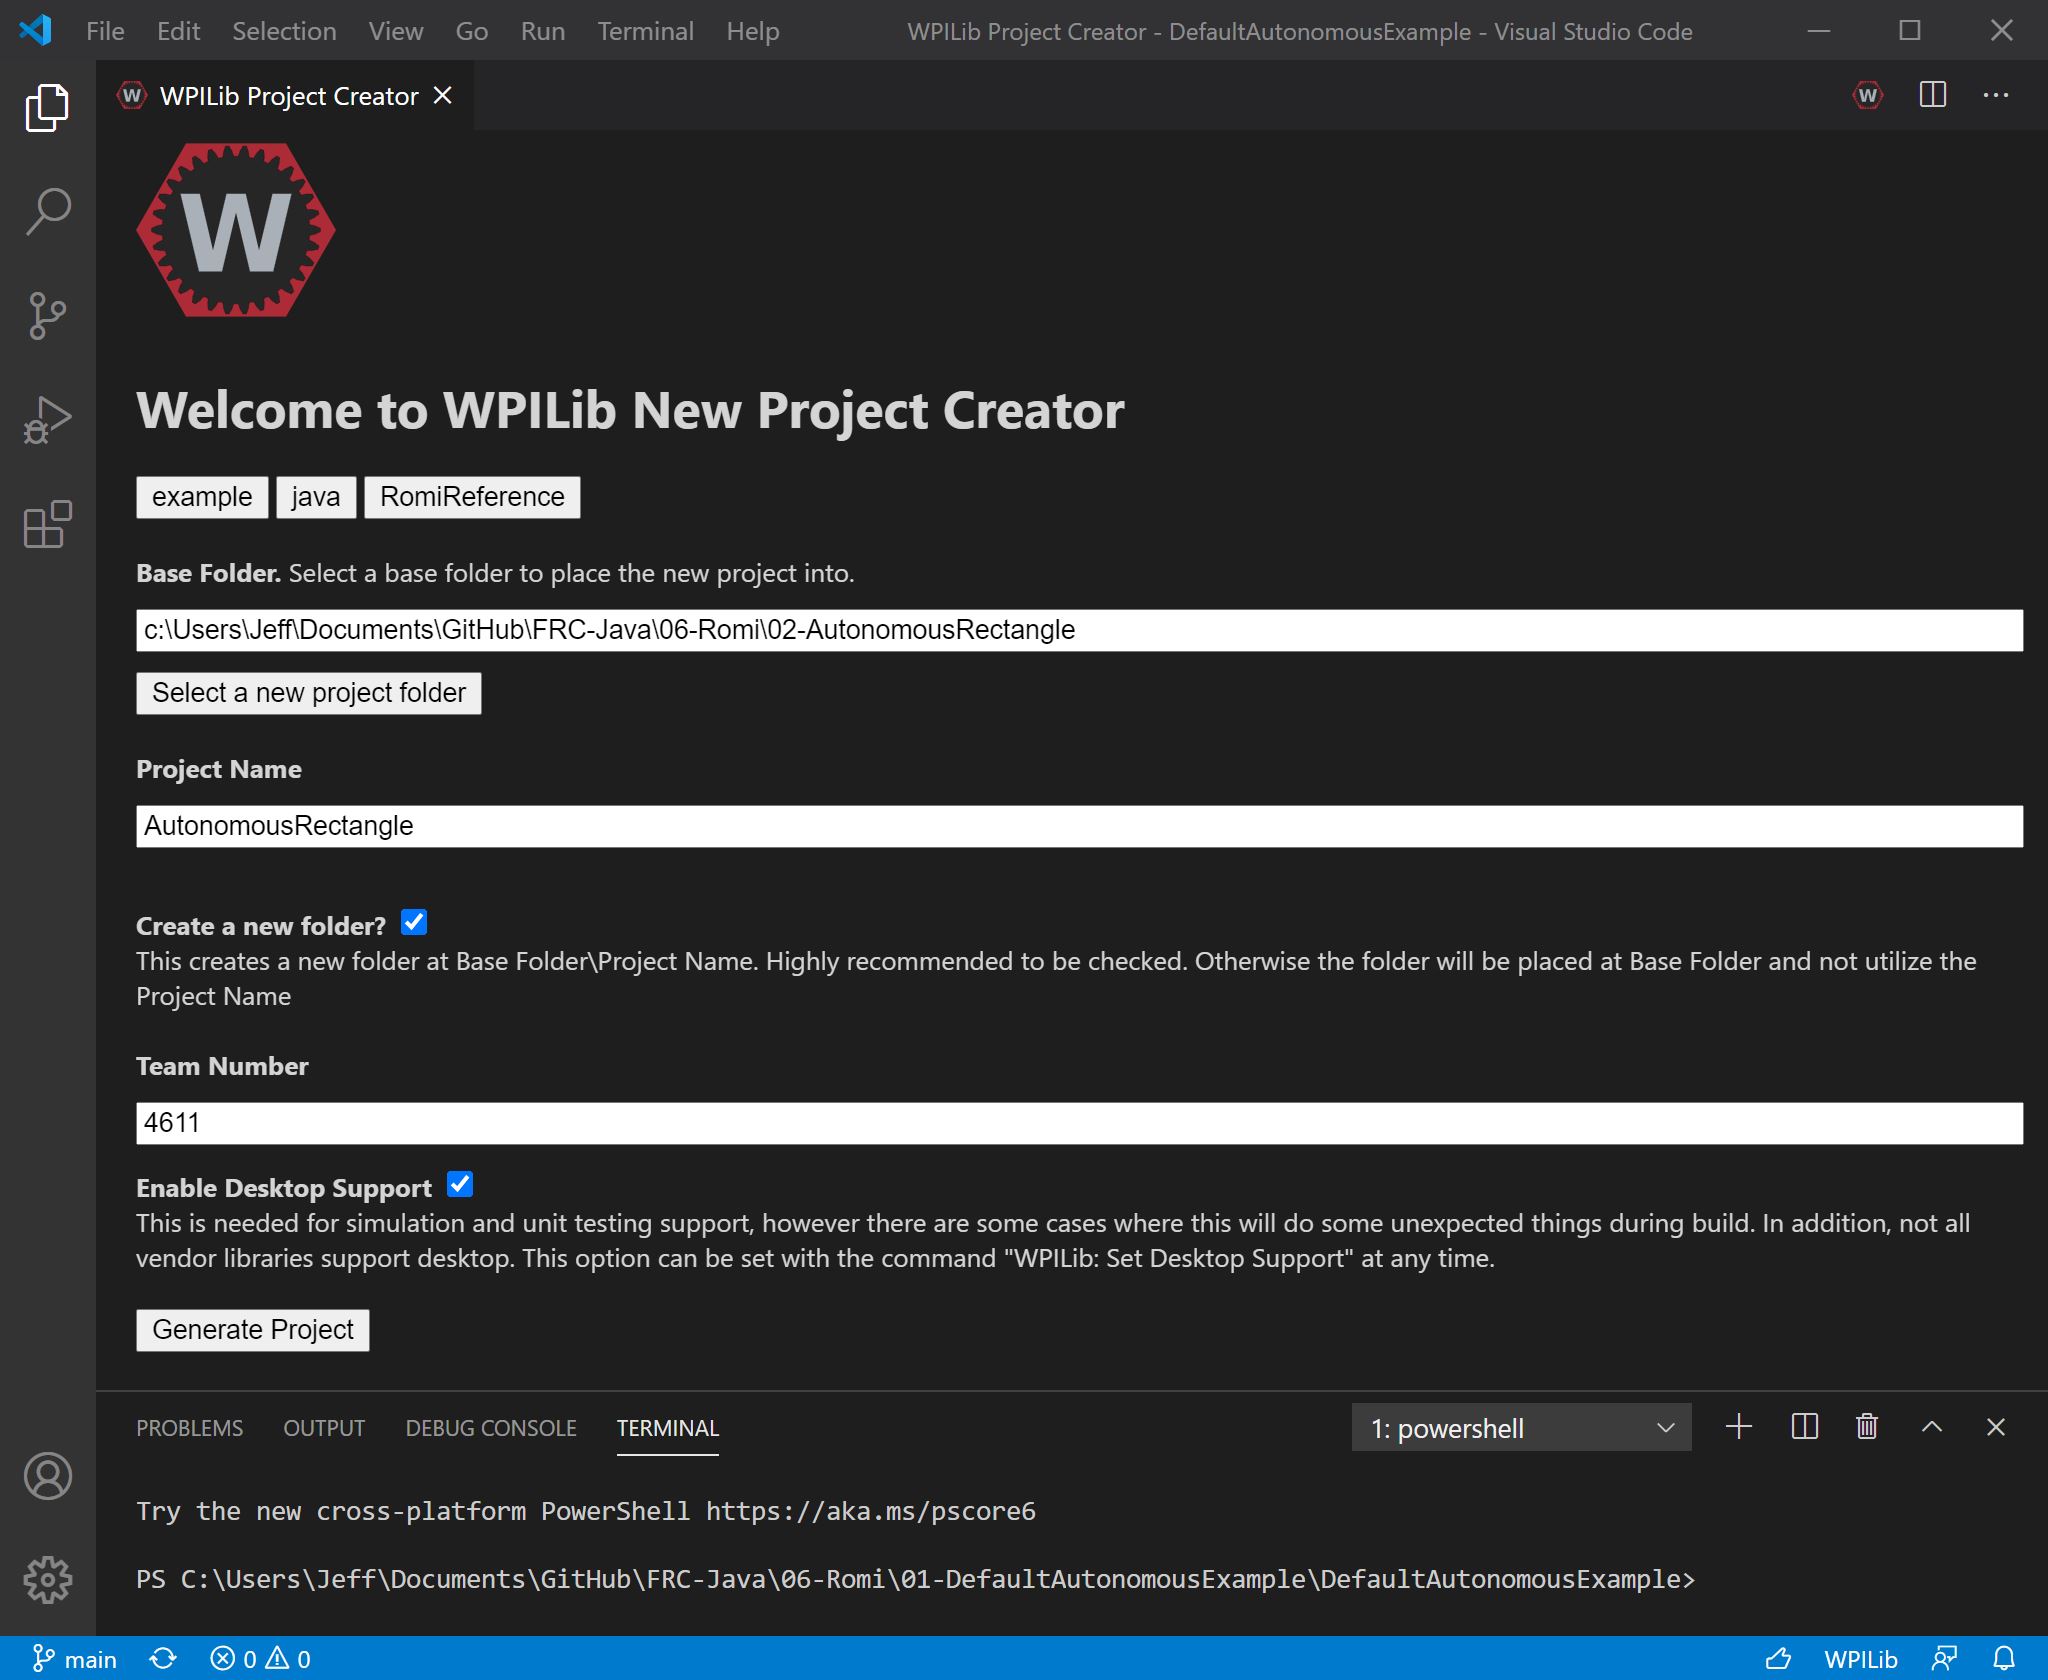 File Edit Selection View Go Run Terminal Help WPILib Project Creator - DefaultAutonomousExample - Visual Studio Code
W WPILib Project Creator W
W
Welcome to WPILib New Project Creator
example java RomiReference
Base Folder. Select a base folder to place the new project into.
c:\Users\Jeff\Documents\GitHub\FRC-Java\06-Romi\02-AutonomousRectangle
Select a new project folder
Project Name
AutonomousRectangle
Create a new folder?
This creates a new folder at Base Folder\Project Name. Highly recommended to be checked. Otherwise the folder will be placed at Base Folder and not utilize the
Project Name
Team Number
4611
Enable Desktop Support
This is needed for simulation and unit testing support, however there are some cases where this will do some unexpected things during build. In addition, not all
vendor libraries support desktop. This option can be set with the command "WPILib: Set Desktop Support" at any time.
Generate Project
PROBLEMS OUTPUT DEBUG CONSOLE TERMINAL 1: powershell
Try the new cross-platform PowerShell https://aka.ms/pscore6
PS C:\Users\Jeff\Documents\GitHub\FRC-Java\06-Romi\01-DefaultAutonomousExample\DefaultAutonomousExample>
main 0 0 WPILib